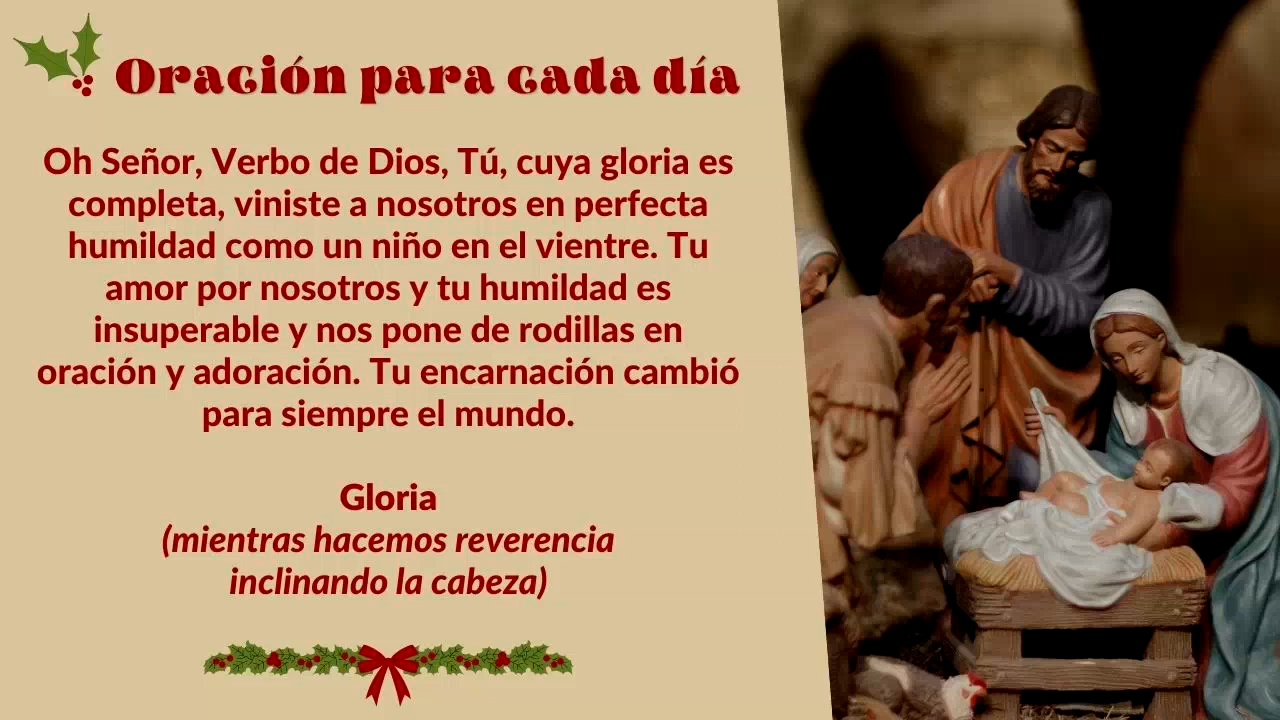 Oración para cada día
Oh Señor, Verbo de Dios, Tú, cuya gloria es
completa, viniste a nosotros en perfecta
humildad como un niño en el vientre. Tu
amor por nosotros y tu humildad es
insuperable y nos pone de rodillas en
oración y adoración. Tu encarnación cambió
para siempre el mundo.
Gloria
(mientras hacemos reverencia
inclinando la cabeza)